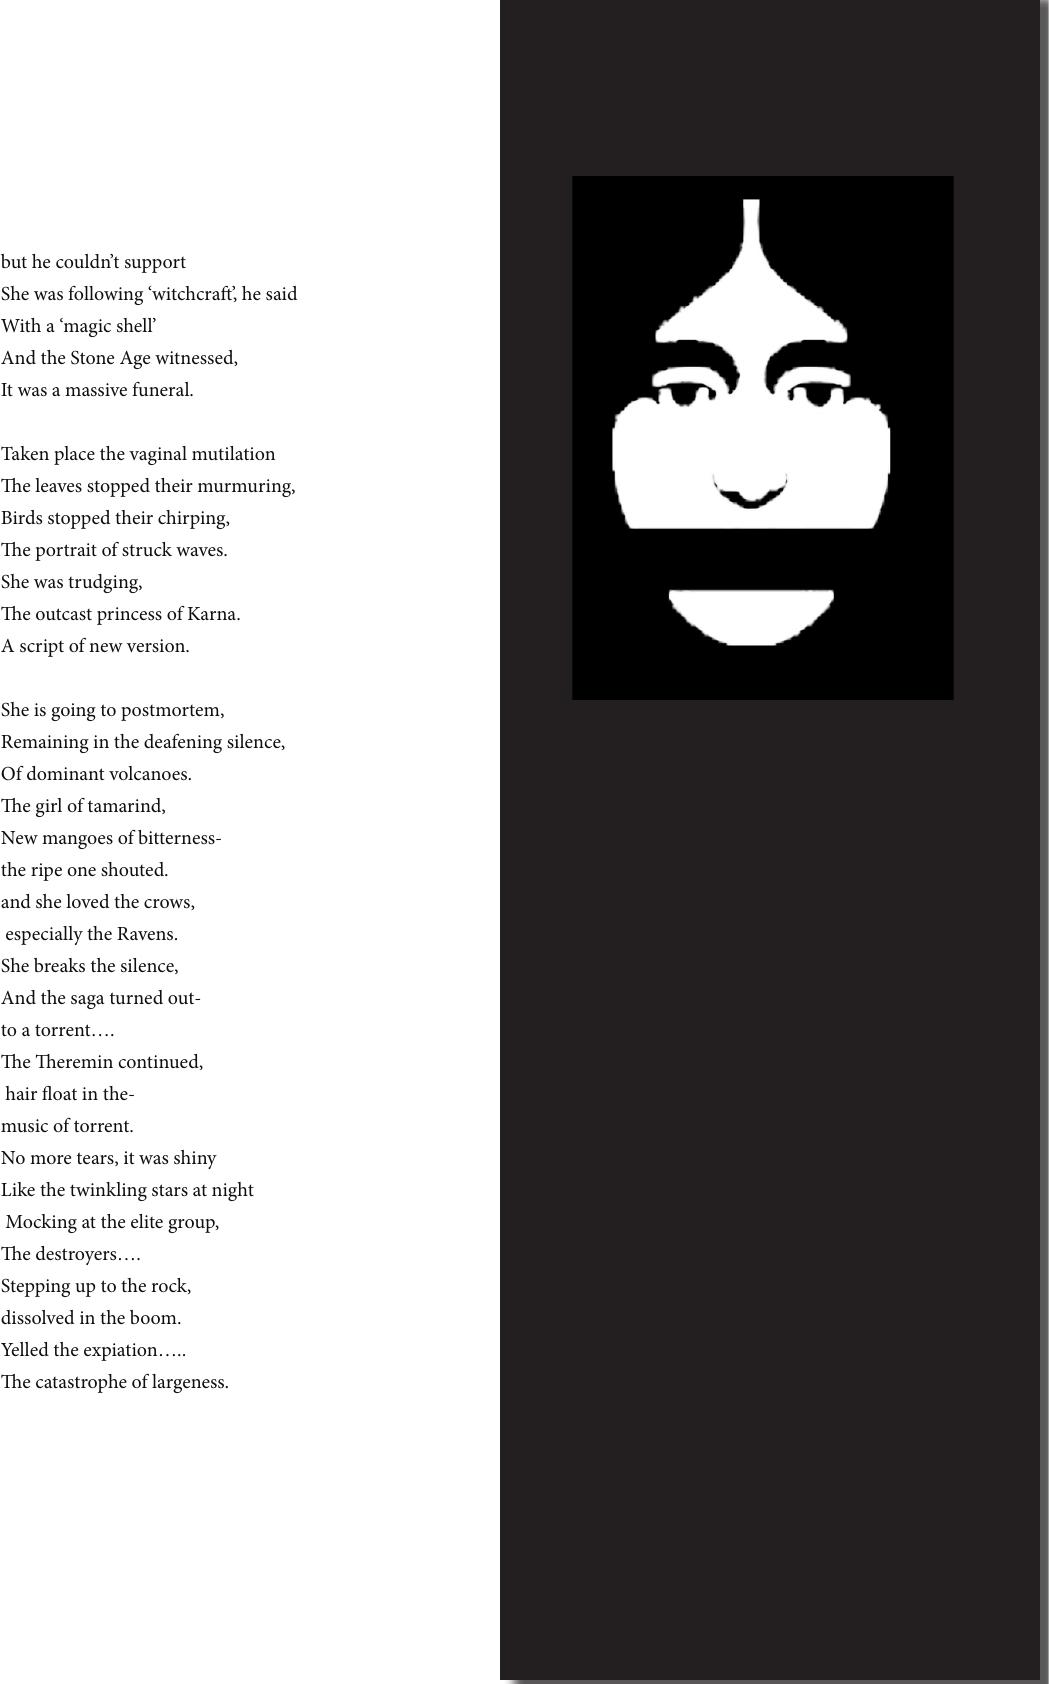 but he couldn’t support
She was following ‘witchcraft’, he said
With a ‘magic shell’
And the Stone Age witnessed,
It was a massive funeral.

Taken place the vaginal mutilation
The leaves stopped their murmuring,
Birds stopped their chirping,
The portrait of struck waves.
She was trudging,
The outcast princess of Karna.
A script of new version.

She is going to postmortem,
Remaining in the deafening silence,
Of dominant volcanoes.
The girl of tamarind,
New mangoes of bitterness-
the ripe one shouted.
and she loved the crows,
especially the Ravens.
She breaks the silence,
And the saga turned out-
to a torrent….
The Theremin continued,
hair float in the-
music of torrent.
No more tears, it was shiny
Like the twinkling stars at night
Mocking at the elite group,
The destroyers….
Stepping up to the rock,
dissolved in the boom.
Yelled the expiation…..
The catastrophe of largeness.